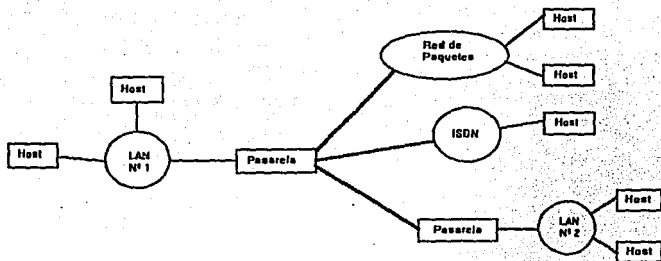 Host
Red de
Paquetes
Host
Host
Host
ISDN
Host
LAN
Nº 1
Pasarela
Host
Pasarela
LAN
Nº 2
Host